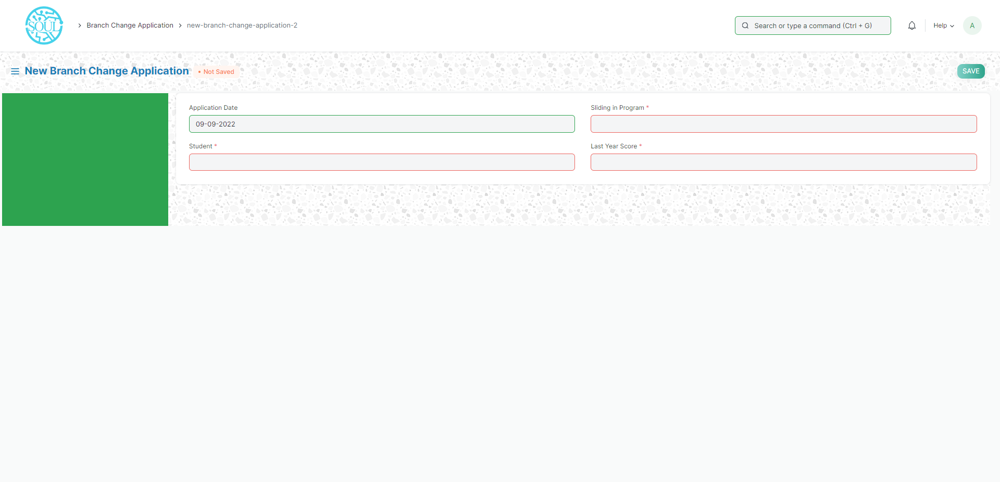 SOUL
Branch Change Application
new-branch-change-application-2
Search or type a command (Ctrl + G)
Help
A
New Branch Change Application
• Not Saved
SAVE
Application Date
09-09-2022
Student *
Sliding in Program *
Last Year Score *